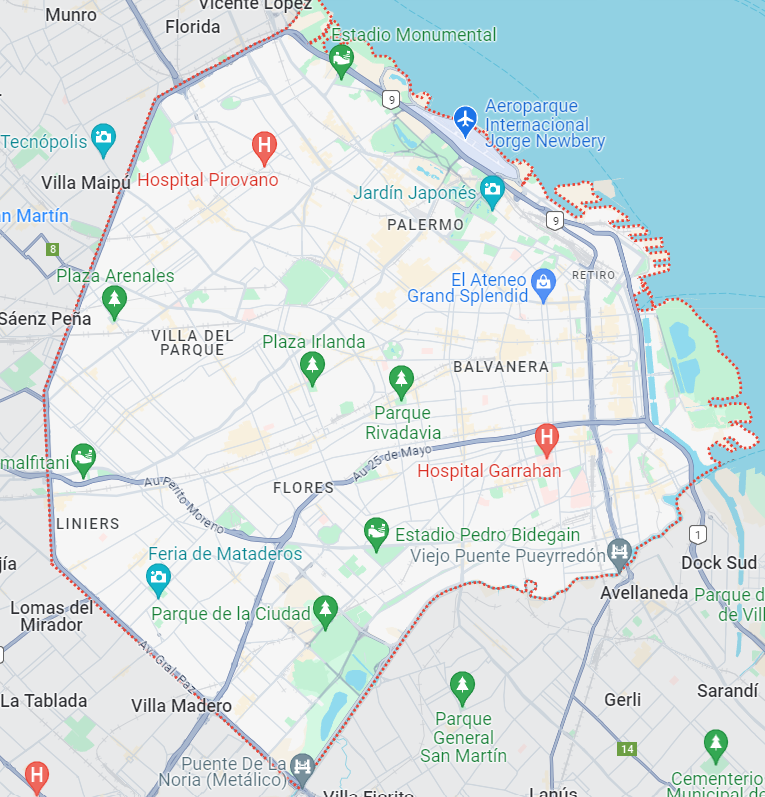 Vicente López
Munro
Florida
Estadio Monumental
9
Aeroparque
Internacional
Jorge Newbery
Tecnópolis
H
Hospital Pirovano
Villa Maipú
Jardín Japonés
an Martín
PALERMO
9
8
Plaza Arenales
RETIRO
El Ateneo
Grand Splendid
Sáenz Peña
VILLA DEL
PARQUE
Plaza Irlanda
BALVANERA
Parque
Rivadavia
H
malfitani
Au 25 de Mayo
Hospital Garrahan
Au Perito Moreno
FLORES
LINIERS
Estadio Pedro Bidegain
1
Feria de Mataderos
Viejo Puente Pueyrredón
jía
Dock Sud
Avellaneda
Parque d
de Vill
Lomas del
Mirador
Parque de la Ciudad
Av. Gral. Paz
La Tablada
Villa Madero
Gerli
Sarandí
Parque
General
San Martín
14
Puente De La
Noria (Metálico)
H
Cementerio
Municipal de
Villa Fiorito
Lanús